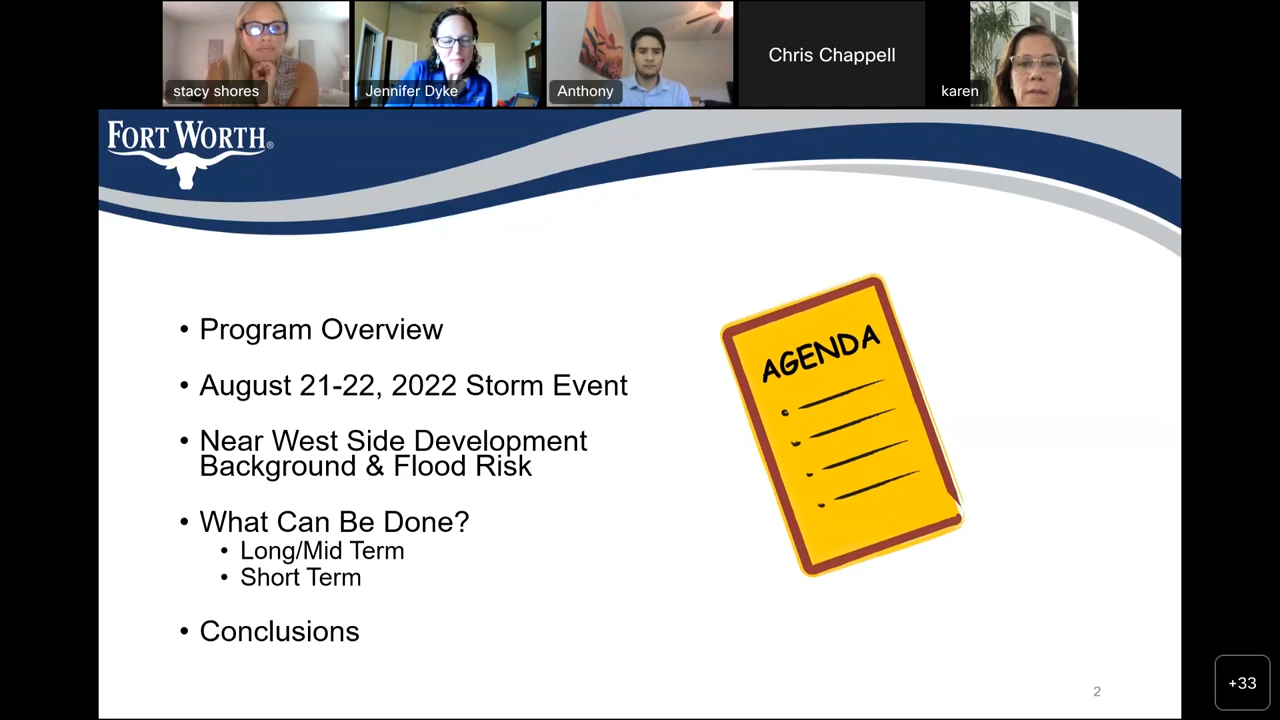 Chris Chappell
stacy shores
Jennifer Dyke
Anthony
karen
FORT WORTH®
• Program Overview
• August 21-22, 2022 Storm Event
• Near West Side Development
Background & Flood Risk
• What Can Be Done?
• Long/Mid Term
• Short Term
• Conclusions
AGENDA
2
+33